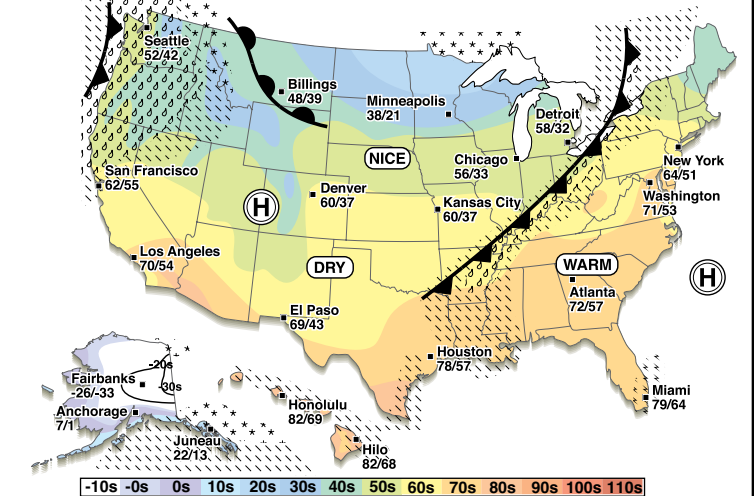 Seattle
52/42
Billings
48/39
Minneapolis
38/21
Detroit
58/32
NICE
Chicago
56/33
New York
64/51
San Francisco
62/55
Denver
60/37
Kansas City
60/37
Washington
71/53
H
Los Angeles
70/54
DRY
WARM
H
Atlanta
72/57
El Paso
69/43
Houston
78/57
-20s
-30s
Fairbanks
-26/-33
Anchorage
7/1
Juneau
22/13
Honolulu
82/69
Hilo
82/68
Miami
79/64
-10s -0s 0s 10s 20s 30s 40s 50s 60s 70s 80s 90s 100s 110s